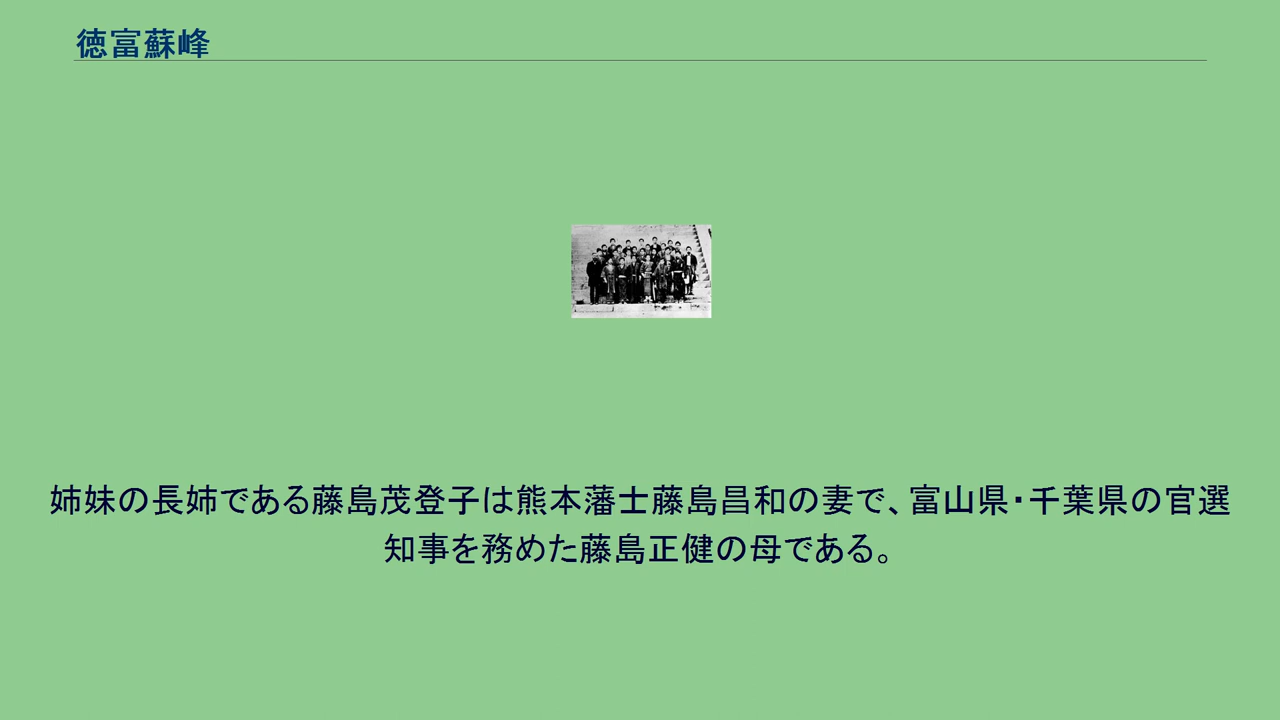 徳富蘇峰
姉妹の長姉である藤島茂登子は熊本藩士藤島昌和の妻で、富山県・千葉県の官選
知事を務めた藤島正健の母である。